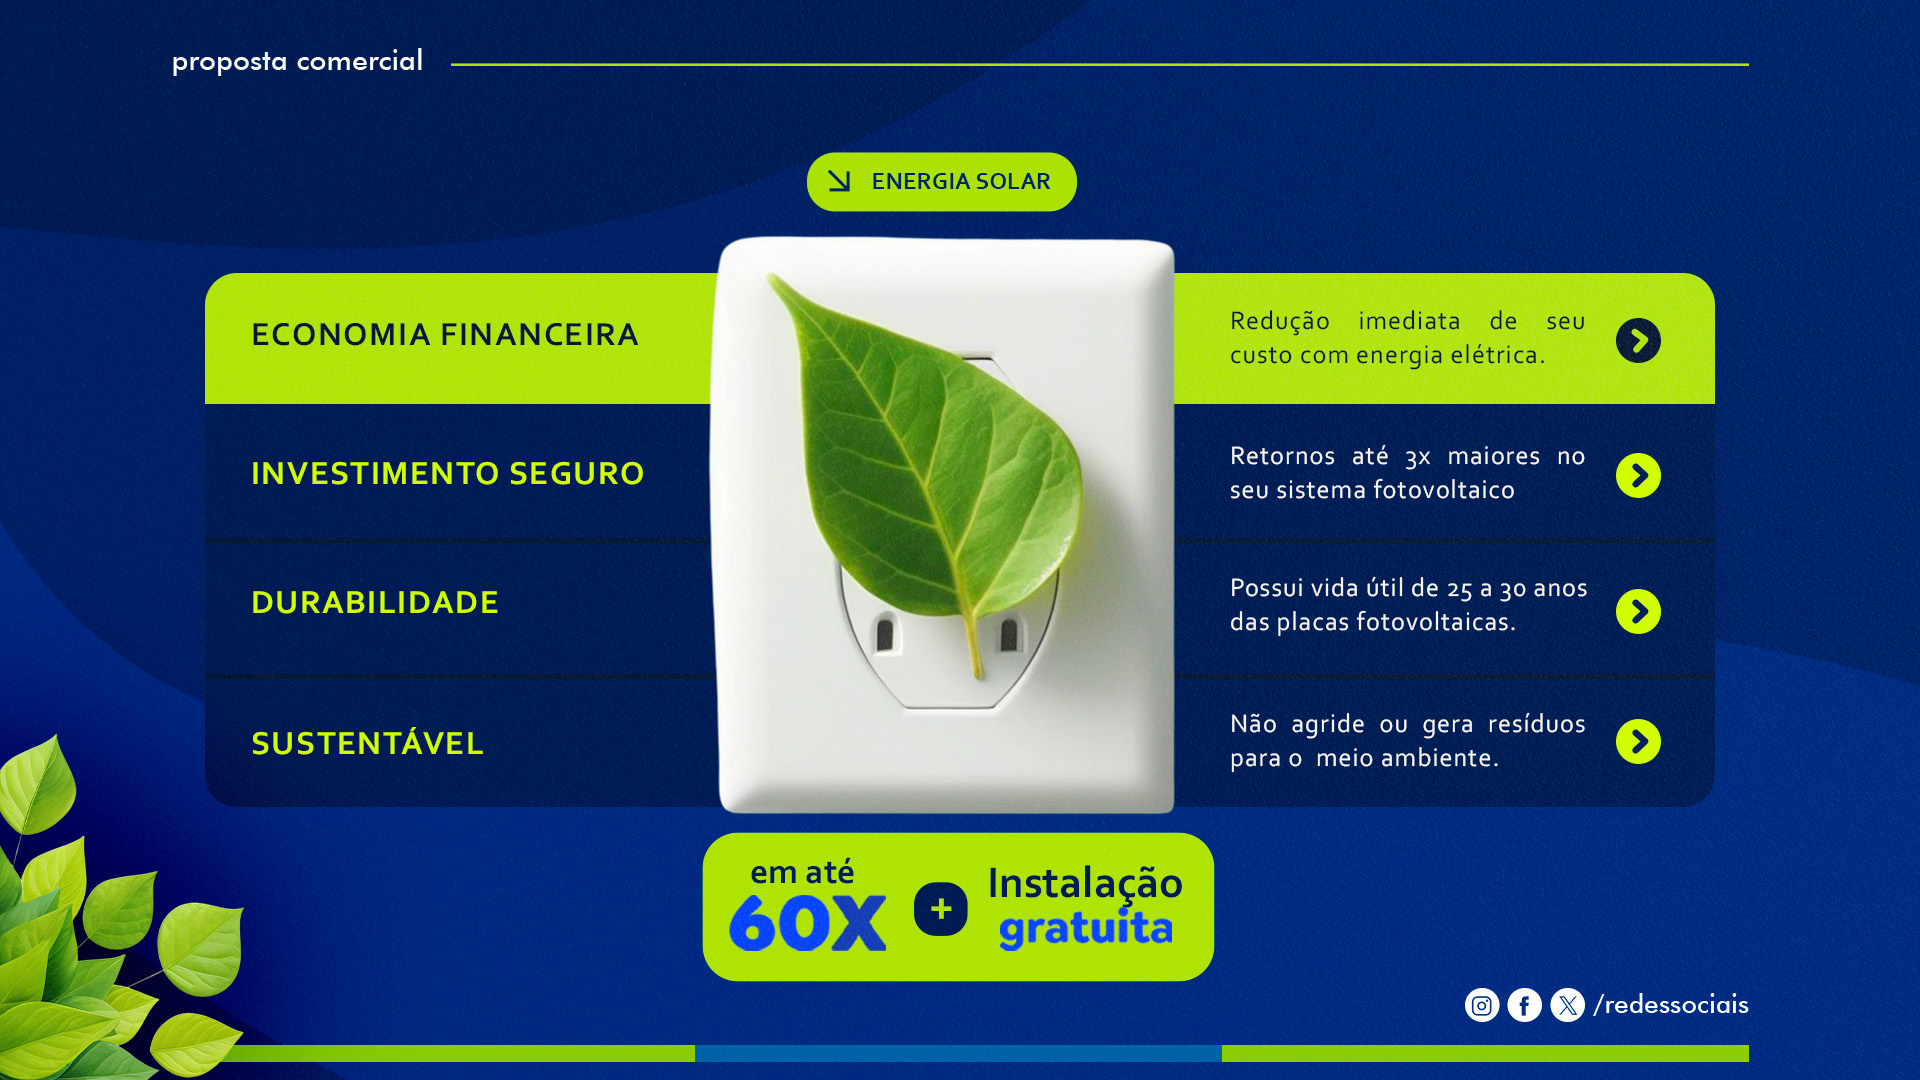 proposta comercial
ENERGIA SOLAR
ECONOMIA FINANCEIRA
Redução imediata de seu
custo com energia elétrica.
INVESTIMENTO SEGURO
Retornos até 3x maiores no
seu sistema fotovoltaico
DURABILIDADE
Possui vida útil de 25 a 30 anos
das placas fotovoltaicas.
SUSTENTÁVEL
Não agride ou gera resíduos
para o meio ambiente.
em até
60X
+
Instalação
gratuita
/redessociais